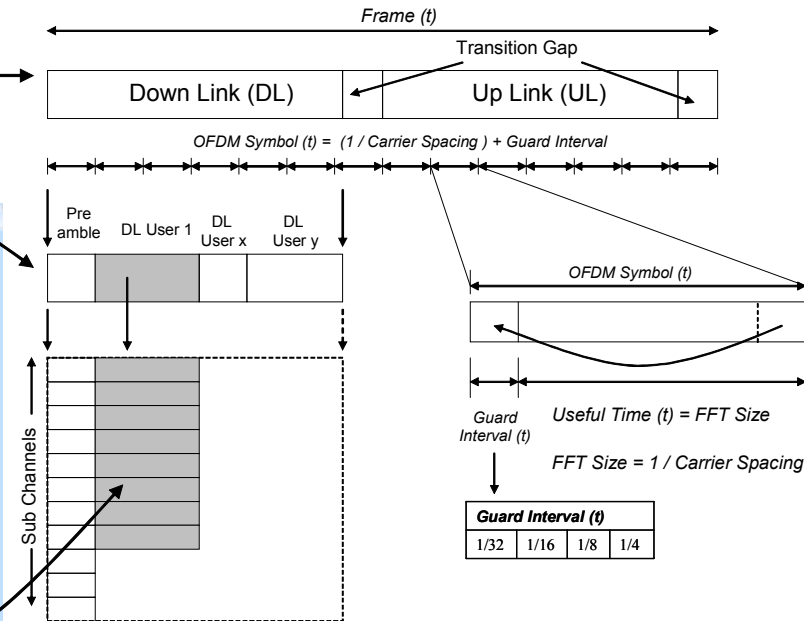 Frame (t)
Transition Gap
Down Link (DL)
Up Link (UL)
OFDM Symbol (t) = (1 / Carrier Spacing ) + Guard Interval
Pre
amble
DL User 1
DL
User x
DL
User y
OFDM Symbol (t)
Guard
Interval (t)
Useful Time (t) = FFT Size
FFT Size = 1 / Carrier Spacing
Sub Channels
Guard Interval (t)
1/32 1/16 1/8 1/4